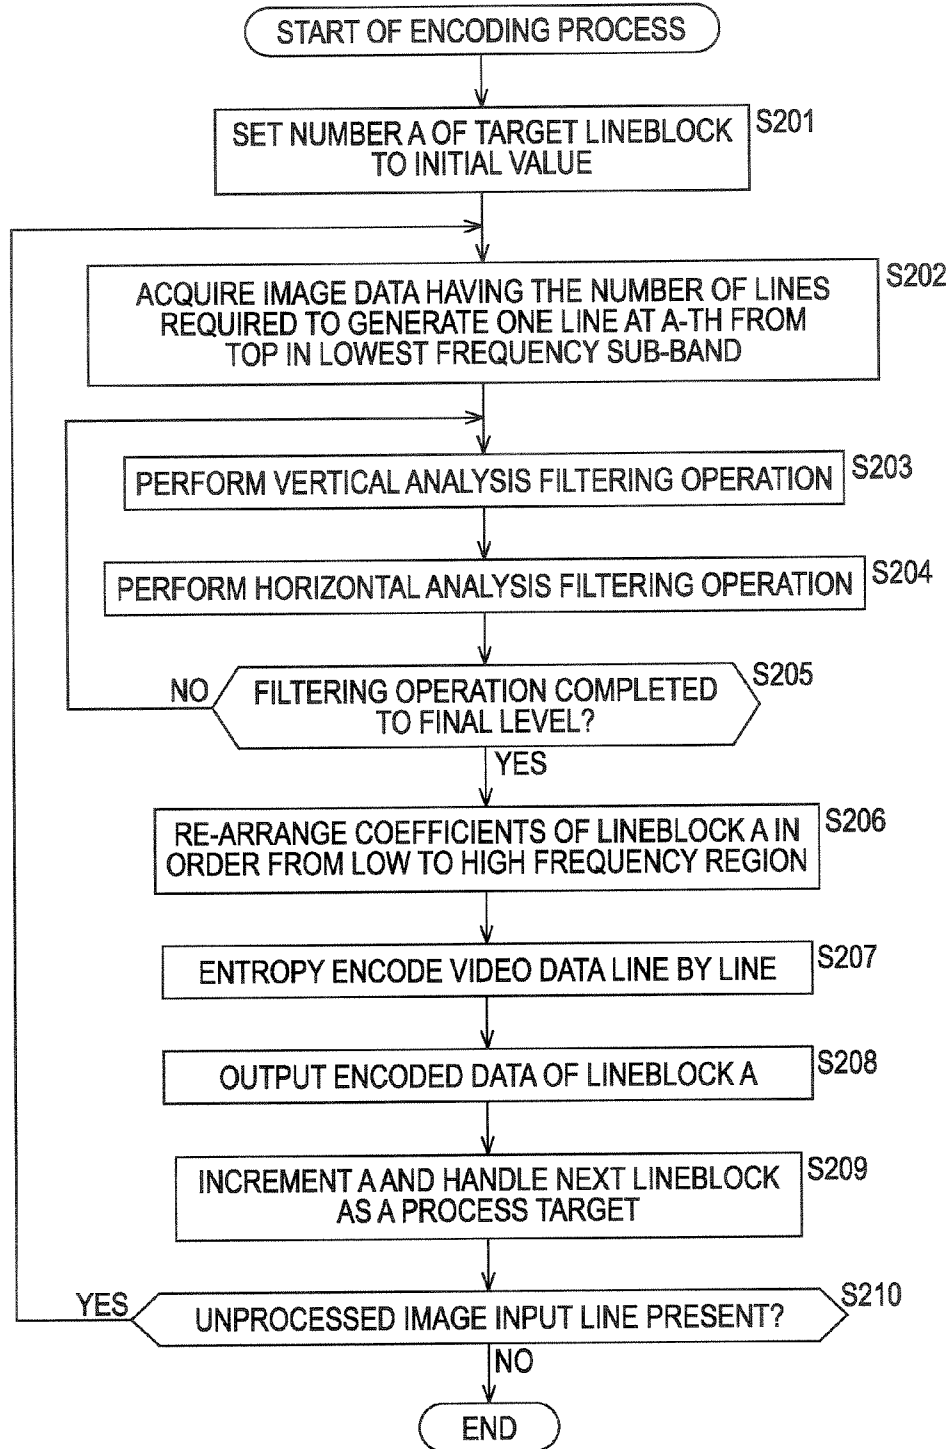 START OF ENCODING PROCESS
S201
SET NUMBER A OF TARGET LINEBLOCK
TO INITIAL VALUE
S202
ACQUIRE IMAGE DATA HAVING THE NUMBER OF LINES
REQUIRED TO GENERATE ONE LINE AT A-TH FROM
TOP IN LOWEST FREQUENCY SUB-BAND
S203
PERFORM VERTICAL ANALYSIS FILTERING OPERATION
S204
PERFORM HORIZONTAL ANALYSIS FILTERING OPERATION
S205
NO
FILTERING OPERATION COMPLETED
TO FINAL LEVEL?
YES
S206
RE-ARRANGE COEFFICIENTS OF LINEBLOCK A IN
ORDER FROM LOW TO HIGH FREQUENCY REGION
S207
ENTROPY ENCODE VIDEO DATA LINE BY LINE
S208
OUTPUT ENCODED DATA OF LINEBLOCK A
S209
INCREMENT A AND HANDLE NEXT LINEBLOCK
AS A PROCESS TARGET
S210
YES
UNPROCESSED IMAGE INPUT LINE PRESENT?
NO
END